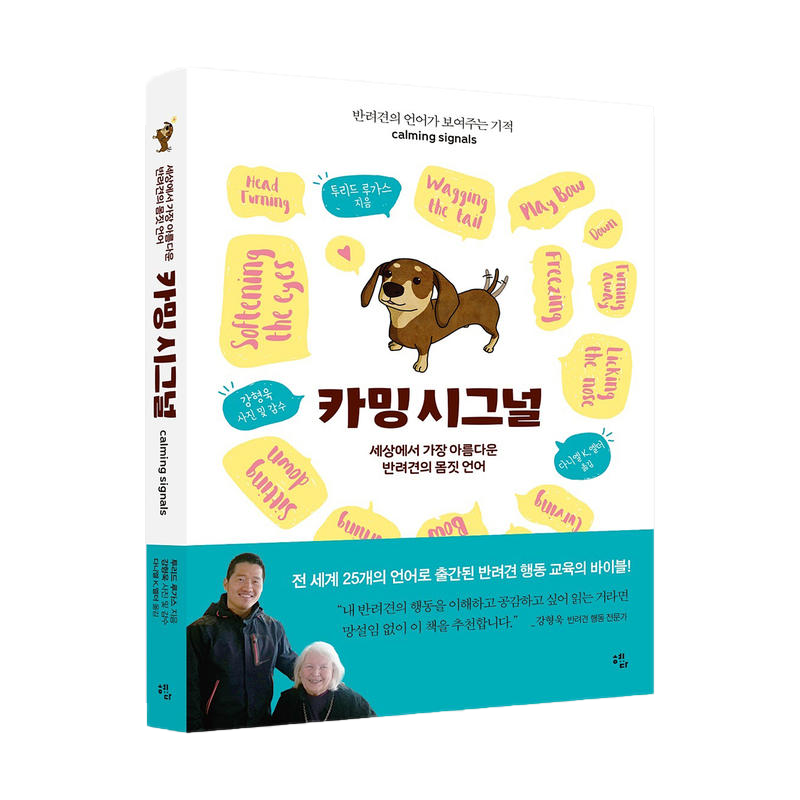 반려견의 언어가 보여주는 기적
calming signals
Head
Turning
투리드 루가스
지음
Wagging
the tail
Play Bow
Down
Softening
the eyes
Freezing
Turning
away
Licking
the nose
강형욱
사진 및 감수
카밍 시그널
세상에서 가장 아름다운
반려견의 몸짓 언어
다니엘 K. 엘더
옮김
Sitting
down
Turning
Bow
Curving
전 세계 25개의 언어로 출간된 반려견 행동 교육의 바이블!
“내 반려견의 행동을 이해하고 공감하고 싶어 읽는 거라면
망설임 없이 이 책을 추천합니다.” _강형욱 반려견 행동 전문가
혜다
세상에서 가장 아름다운
반려견의 몸짓 언어
카밍 시그널
calming signals
투리드 루가스 지음
강형욱 사진 및 감수
다니엘 K. 엘더 옮김
혜다